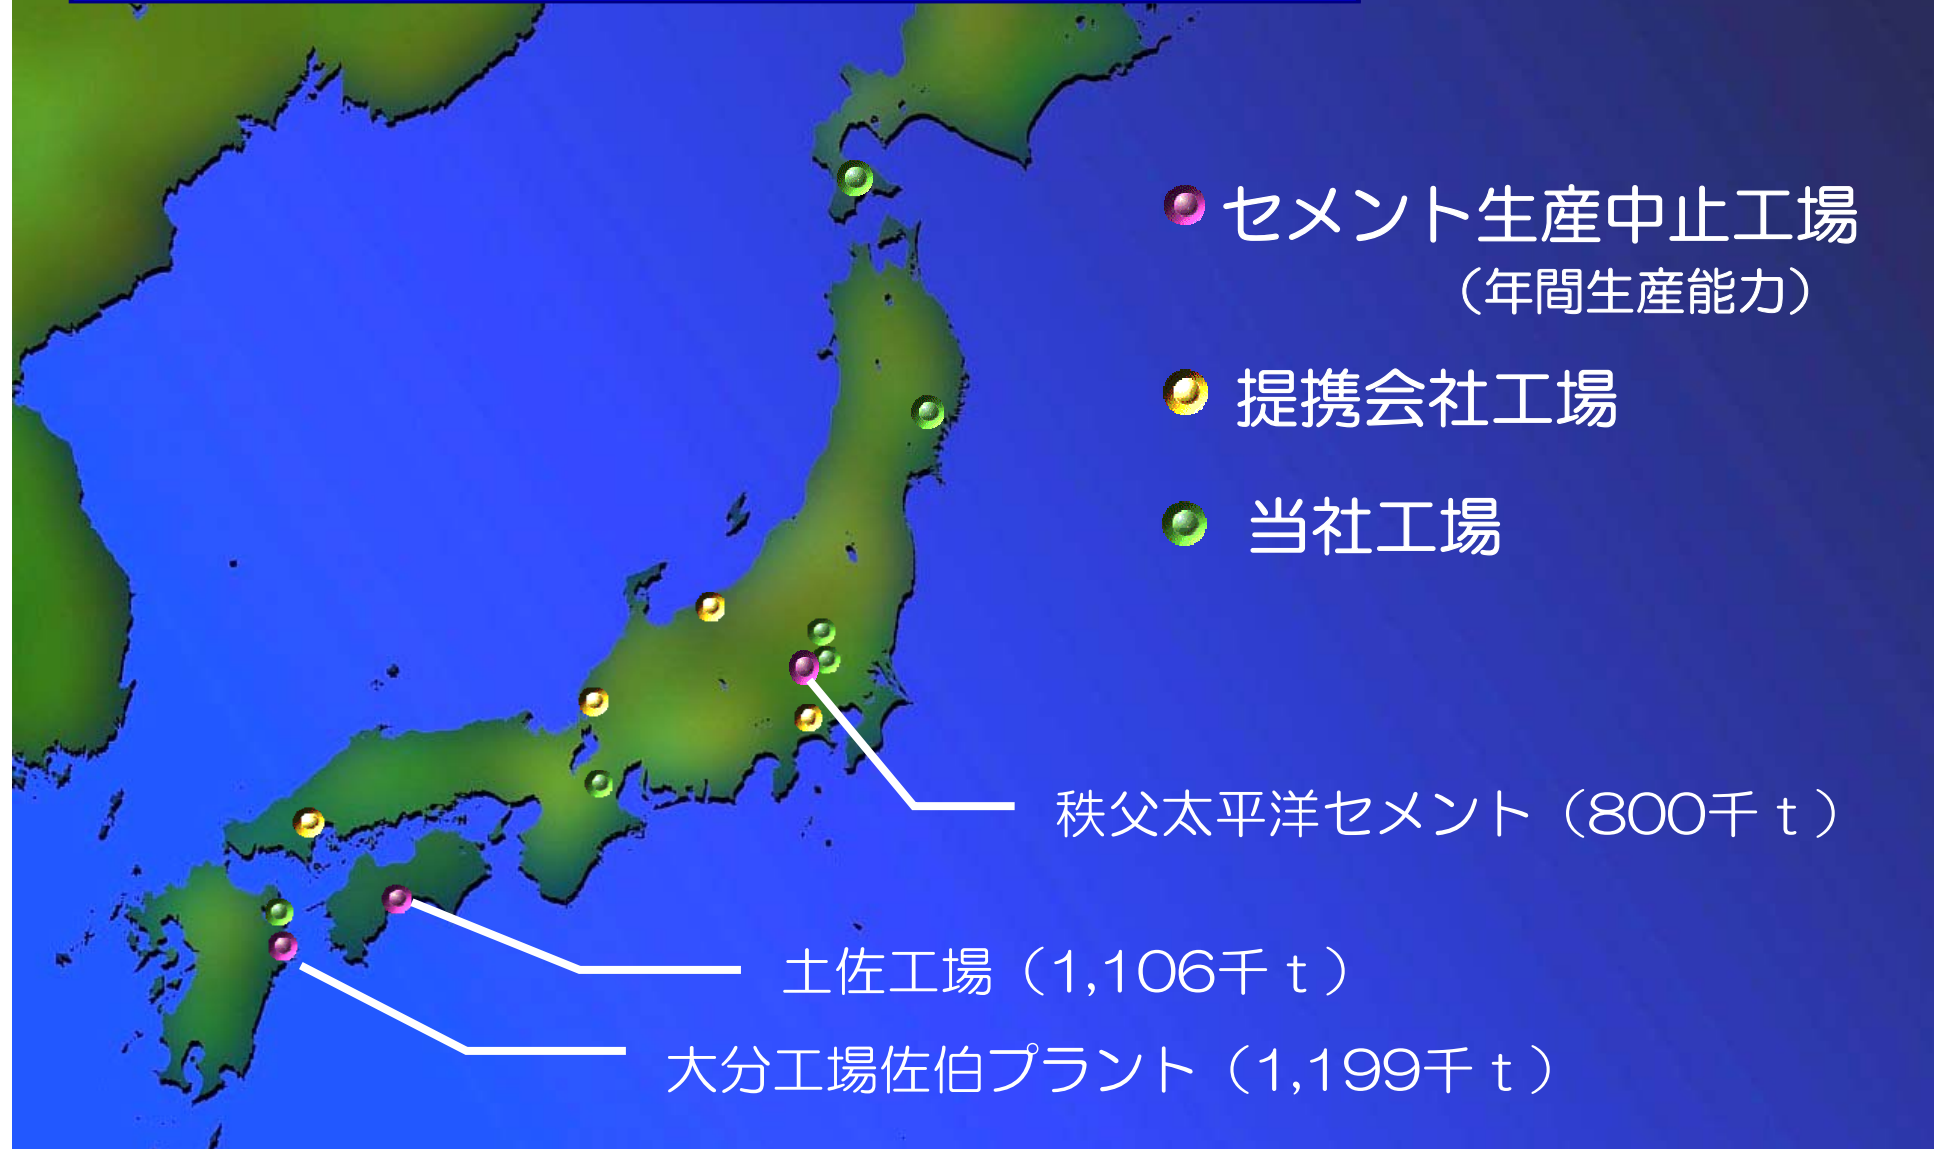 セメント生産中止工場
（年間生産能力）
提携会社工場
当社工場
秩父太平洋セメント（800千ｔ）
土佐工場（1,106千ｔ）
大分工場佐伯プラント（1,199千ｔ）